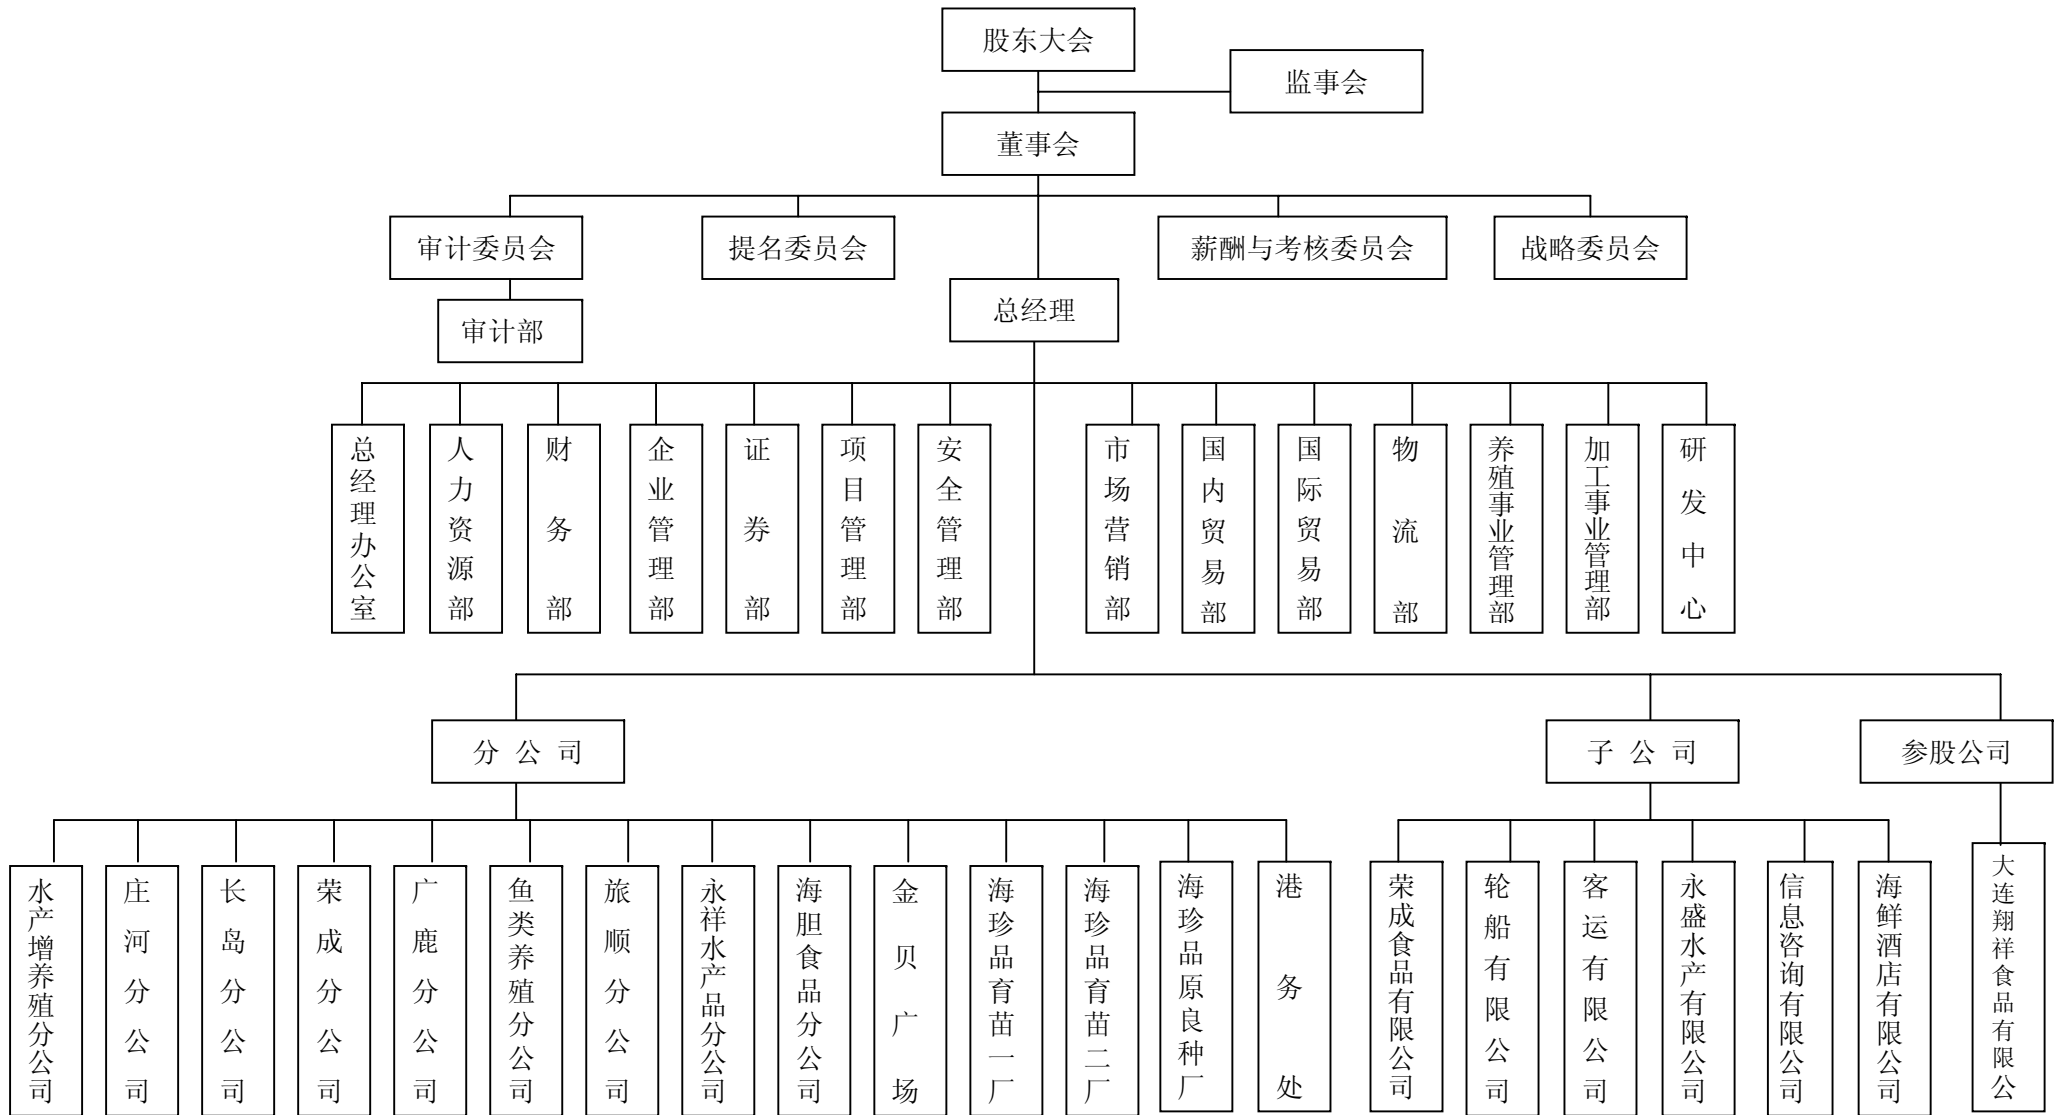 股东大会
监事会
董事会
审计委员会
提名委员会
薪酬与考核委员会
战略委员会
总经理
审计部
总经理办公室
人力资源部
财务部
企业管理部
证券部
项目管理部
安全管理部
市场营销部
国内贸易部
国际贸易部
物流部
养殖事业管理部
加工事业管理部
研发中心
分公司
子公司
参股公司
水产增养殖分公司
庄河分公司
长岛分公司
荣成分公司
广鹿分公司
鱼类养殖分公司
旅顺分公司
永祥水产品分公司
海胆食品分公司
金贝广场
海珍品育苗一厂
海珍品育苗二厂
海珍品原良种厂
港务处
荣成食品有限公司
轮船有限公司
客运有限公司
永盛水产有限公司
信息咨询有限公司
海鲜酒店有限公司
大连翔祥食品有限公